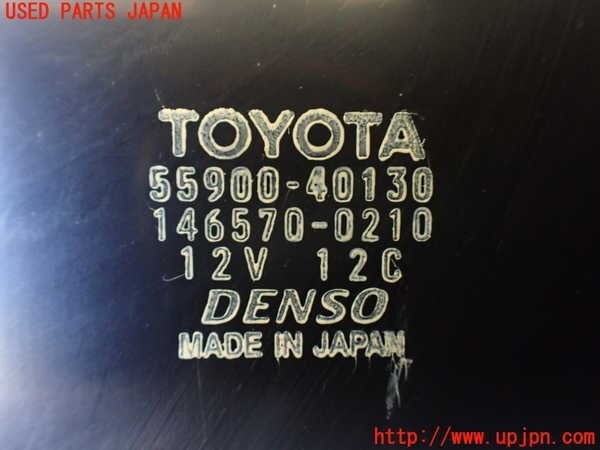 USED PARTS JAPAN
TOYOTA
55900-40130
146570-0210
12V 12C
DENSO
MADE IN JAPAN
http://www.upjpn.com/